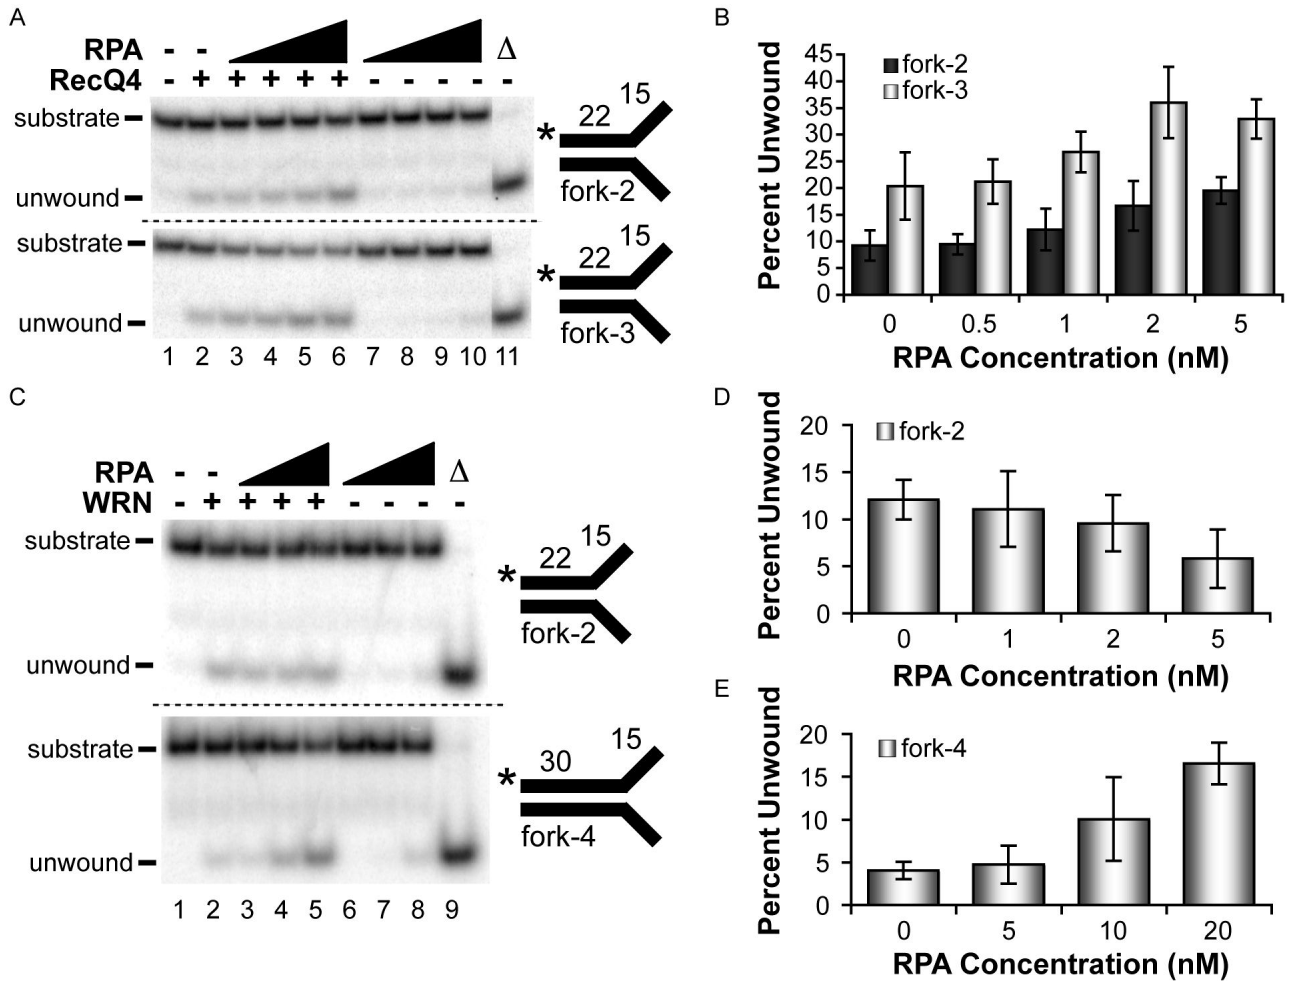 A
RPA - - Δ
RecQ4 - + + + + + - - - - -
substrate
unwound
* 22 15
fork-2
substrate
unwound
* 22 15
fork-3
1 2 3 4 5 6 7 8 9 10 11
B
Percent Unwound
45
40
35
30
25
20
15
10
5
0
fork-2
fork-3
0 0.5 1 2 5
RPA Concentration (nM)
C
RPA - - Δ
WRN - + + + + - - - -
substrate
unwound
* 22 15
fork-2
substrate
unwound
* 30 15
fork-4
1 2 3 4 5 6 7 8 9
D
Percent Unwound
20
15
10
5
0
fork-2
0 1 2 5
RPA Concentration (nM)
E
Percent Unwound
20
15
10
5
0
fork-4
0 5 10 20
RPA Concentration (nM)